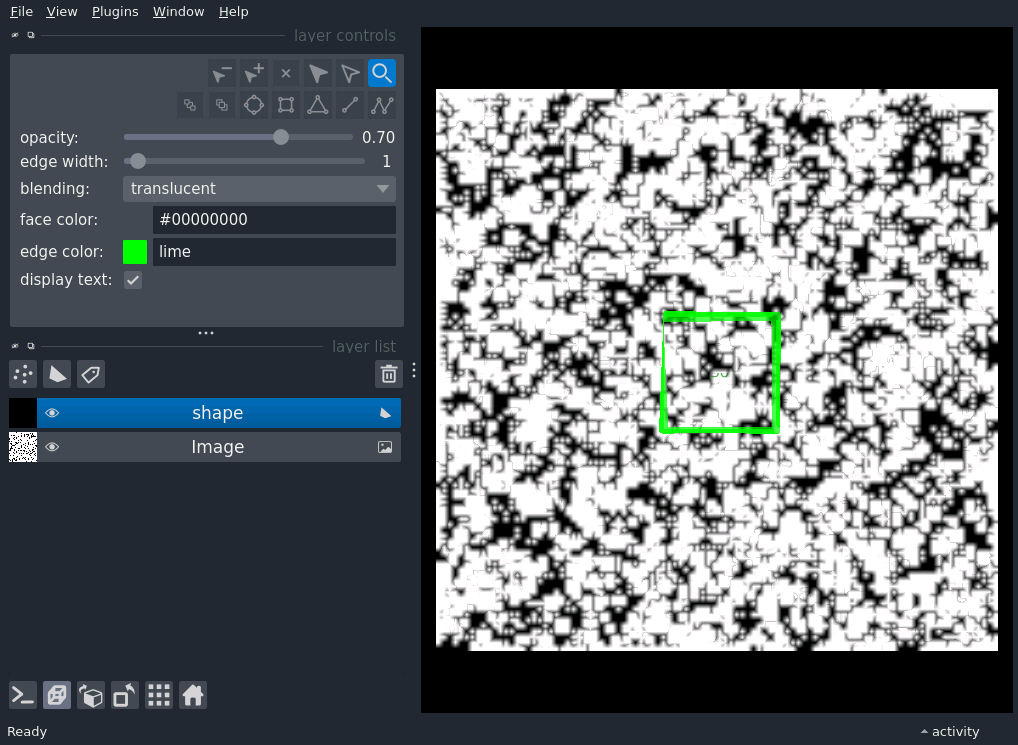 File View Plugins Window Help
layer controls
opacity: 0.70
edge width: 1
blending: translucent
face color: #00000000
edge color: lime
display text:
layer list
shape
Image
Ready
activity